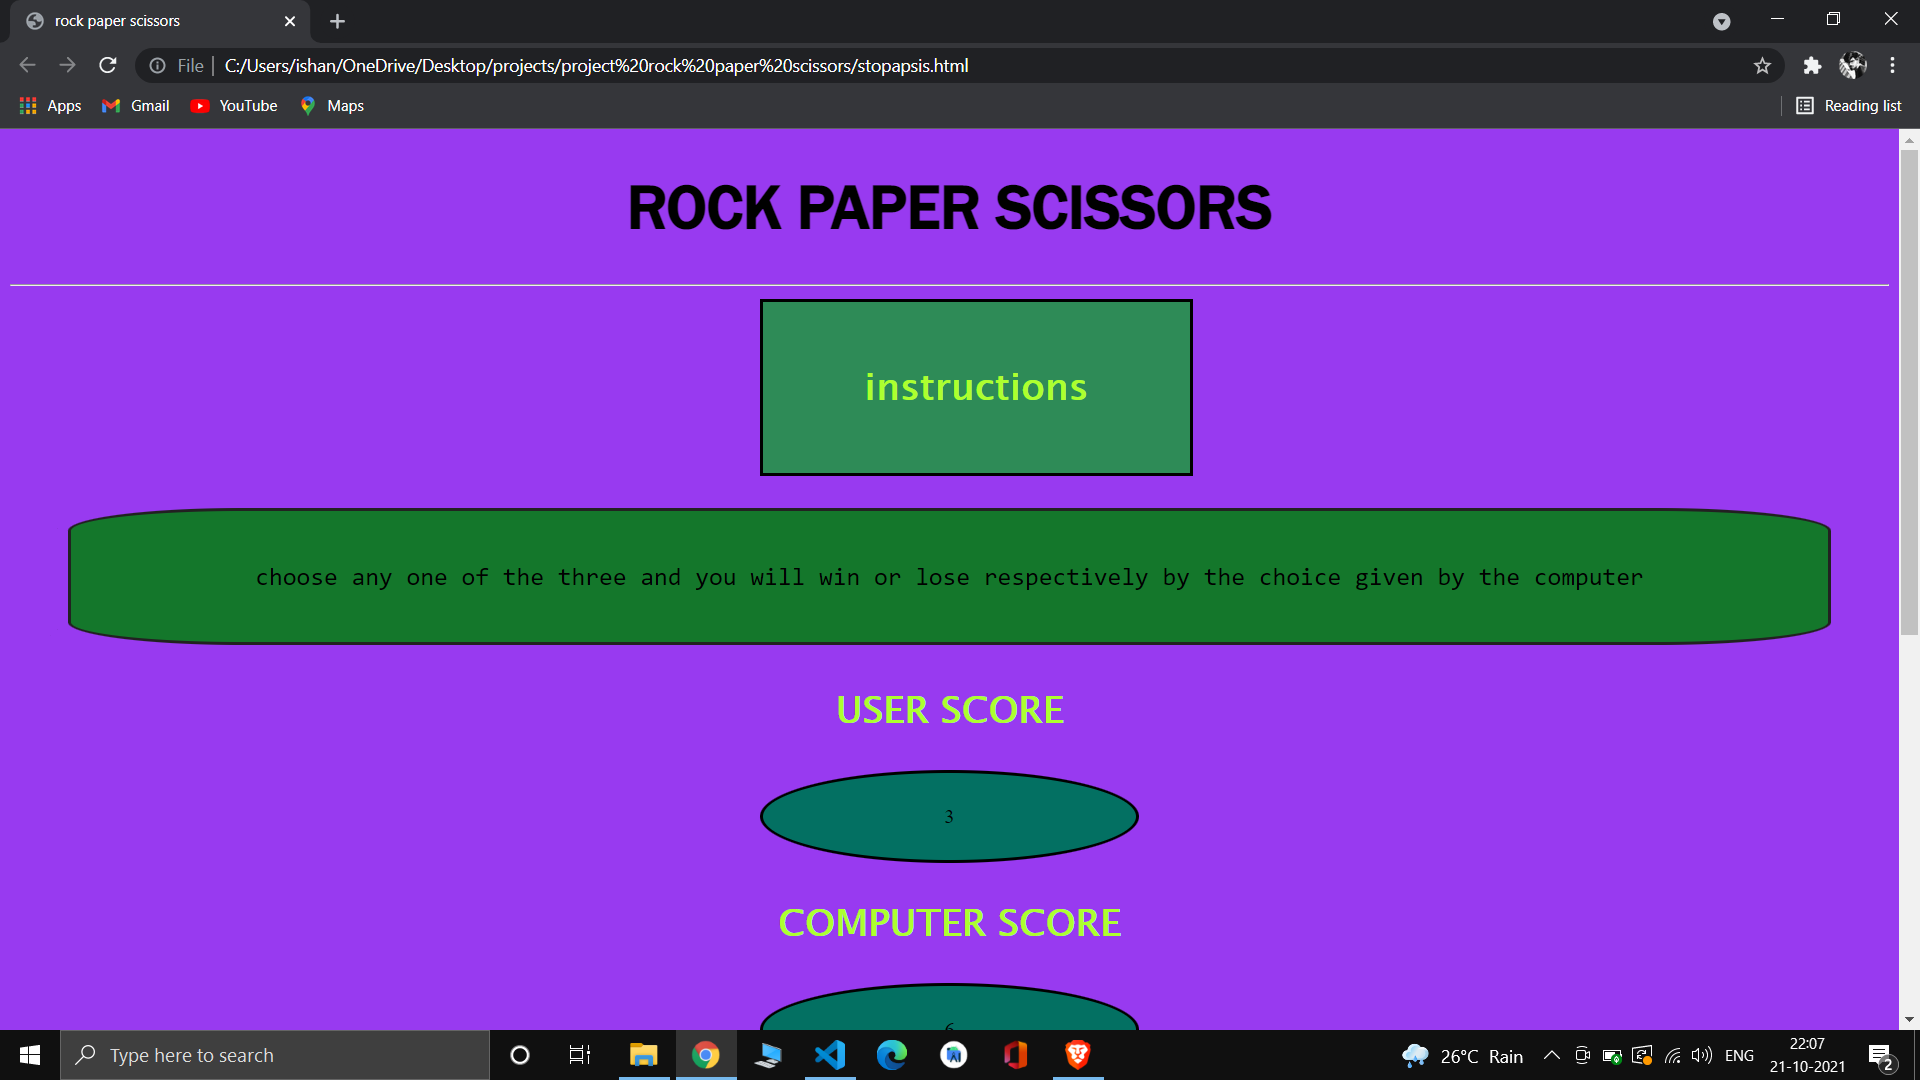 rock paper scissors
File
C:/Users/ishan/OneDrive/Desktop/projects/project%20rock%20paper%20scissors/stopapsis.html
Apps Gmail YouTube Maps Reading list
ROCK PAPER SCISSORS
instructions
choose any one of the three and you will win or lose respectively by the choice given by the computer
USER SCORE
3
COMPUTER SCORE
Type here to search
26°C Rain
ENG
22:07
21-10-2021
2